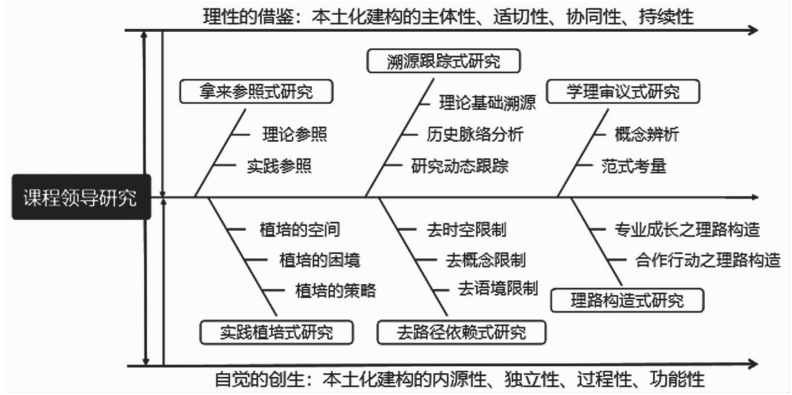 理性的借鉴：本土化建构的主体性、适切性、协同性、持续性
溯源跟踪式研究
拿来参照式研究
学理审议式研究
理论基础溯源
理论参照
历史脉络分析
概念辨析
实践参照
研究动态跟踪
范式考量
课程领导研究
植培的空间
去时空限制
专业成长之理路构造
植培的困境
去概念限制
合作行动之理路构造
植培的策略
去语境限制
理路构造式研究
实践植培式研究
去路径依赖式研究
自觉的创生：本土化建构的内源性、独立性、过程性、功能性